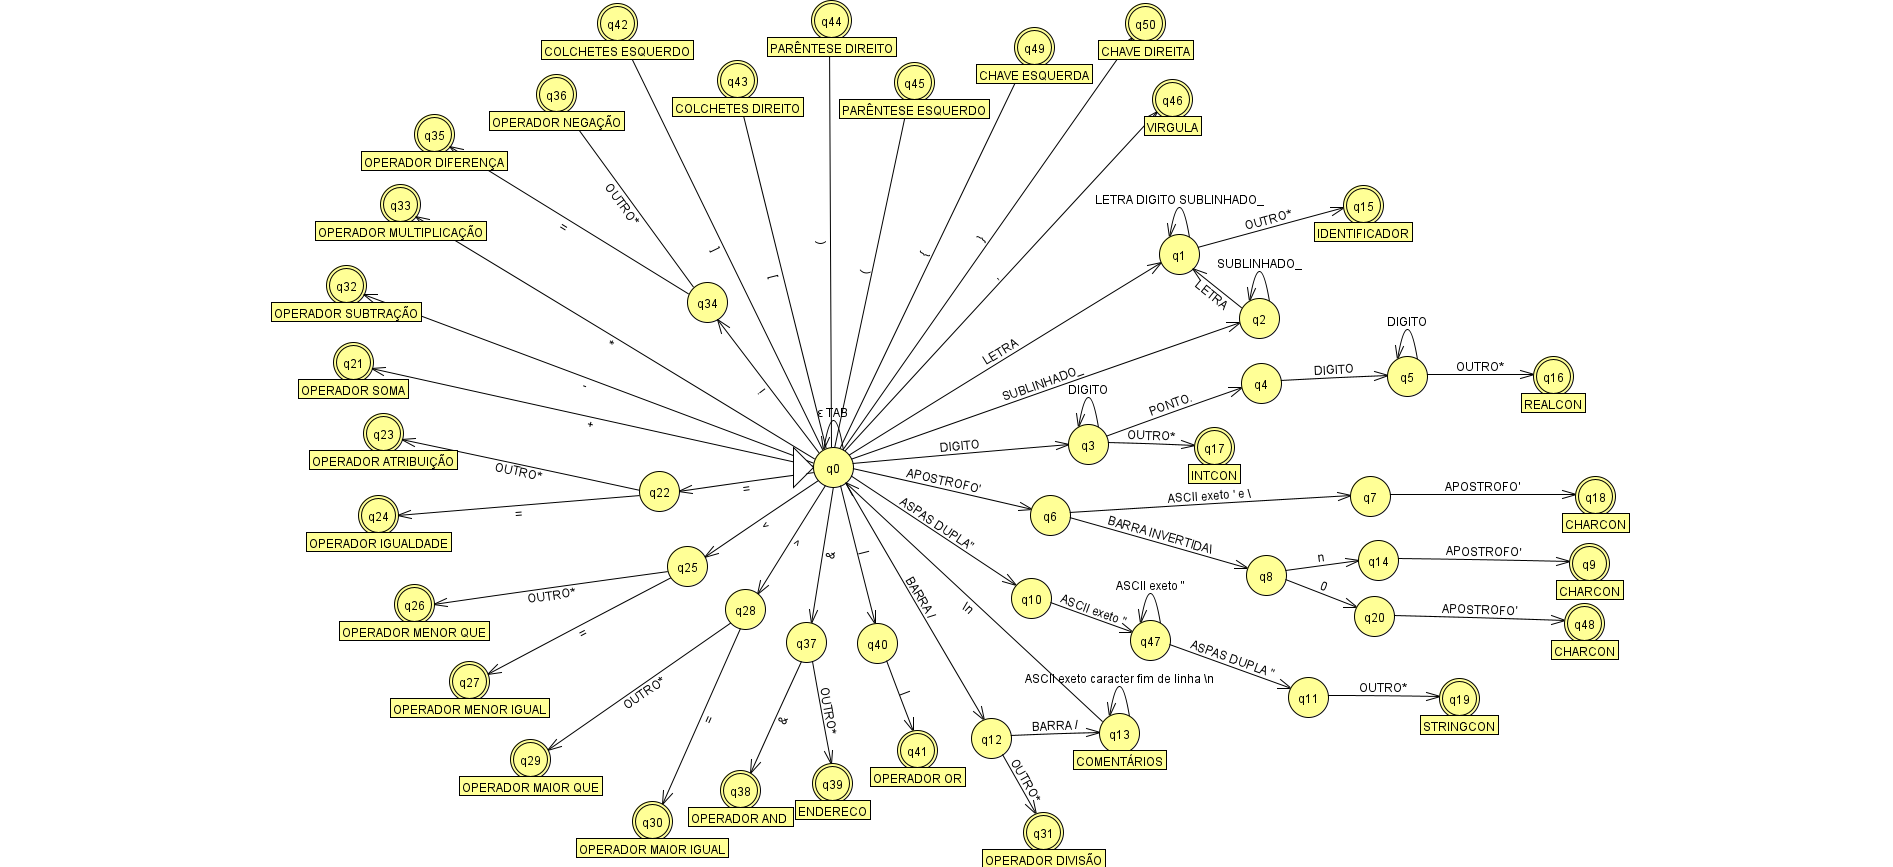 q42
COLCHETES ESQUERDO
q44
PARÊNTESE DIREITO
q49
CHAVE ESQUERDA
q50
CHAVE DIREITA
q43
COLCHETES DIREITO
q45
PARÊNTESE ESQUERDO
q36
OPERADOR NEGAÇÃO
q46
VIRGULA
q35
OPERADOR DIFERENÇA
q33
OPERADOR MULTIPLICAÇÃO
OUTRO*
=
]
[
)
(
{
}
,
LETRA DIGITO SUBLINHADO_
OUTRO*
q15
IDENTIFICADOR
q1
SUBLINHADO_
LETRA
q2
q32
OPERADOR SUBTRAÇÃO
q34
*
-
!
LETRA
SUBLINHADO_
DIGITO
q5
OUTRO*
q16
REALCON
DIGITO
q4
PONTO.
DIGITO
q21
OPERADOR SOMA
+
ε TAB
q23
OPERADOR ATRIBUIÇÃO
OUTRO*
q0
DIGITO
q3
OUTRO*
q17
INTCON
q22
=
=
q24
OPERADOR IGUALDADE
APOSTROFO'
q6
ASCII exeto ' e \
q7
APOSTROFO'
q18
CHARCON
BARRA INVERTIDA\
q8
n
q14
APOSTROFO'
q9
CHARCON
0
q20
APOSTROFO'
q48
CHARCON
<
>
&
|
ASPAS DUPLA"
q25
OUTRO*
=
q26
OPERADOR MENOR QUE
q28
q10
ASCII exeto "
ASCII exeto "
q47
ASPAS DUPLA "
q11
OUTRO*
q19
STRINGCON
BARRA /
\n
q37
q40
q27
OPERADOR MENOR IGUAL
OUTRO*
=
&
OUTRO*
|
ASCII exeto caracter fim de linha \n
q12
BARRA /
q13
COMENTÁRIOS
q29
OPERADOR MAIOR QUE
q38
OPERADOR AND
q39
ENDERECO
q41
OPERADOR OR
OUTRO*
q30
OPERADOR MAIOR IGUAL
q31
OPERADOR DIVISÃO